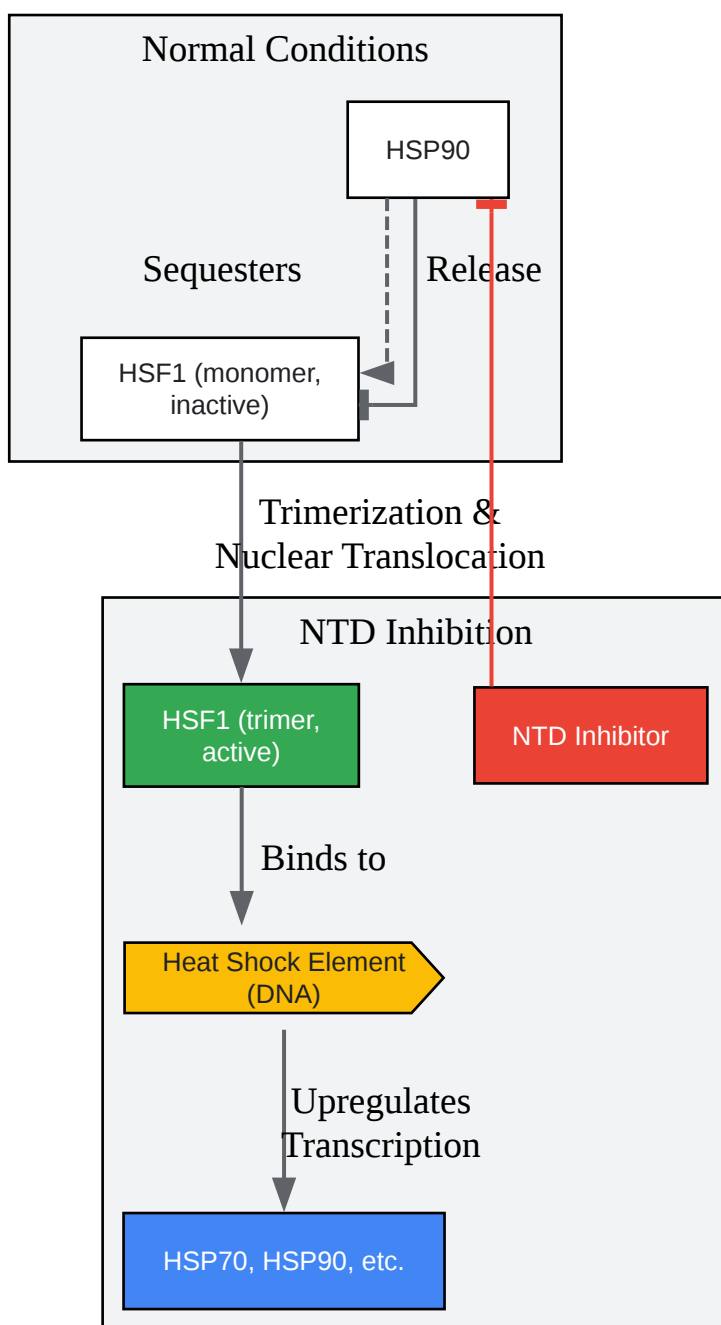 Normal Conditions
HSP90
Sequesters
Release
HSF1 (monomer,
inactive)
Trimerization &
Nuclear Translocation
NTD Inhibition
HSF1 (trimer,
active)
NTD Inhibitor
Binds to
Heat Shock Element
(DNA)
Upregulates
Transcription
HSP70, HSP90, etc.